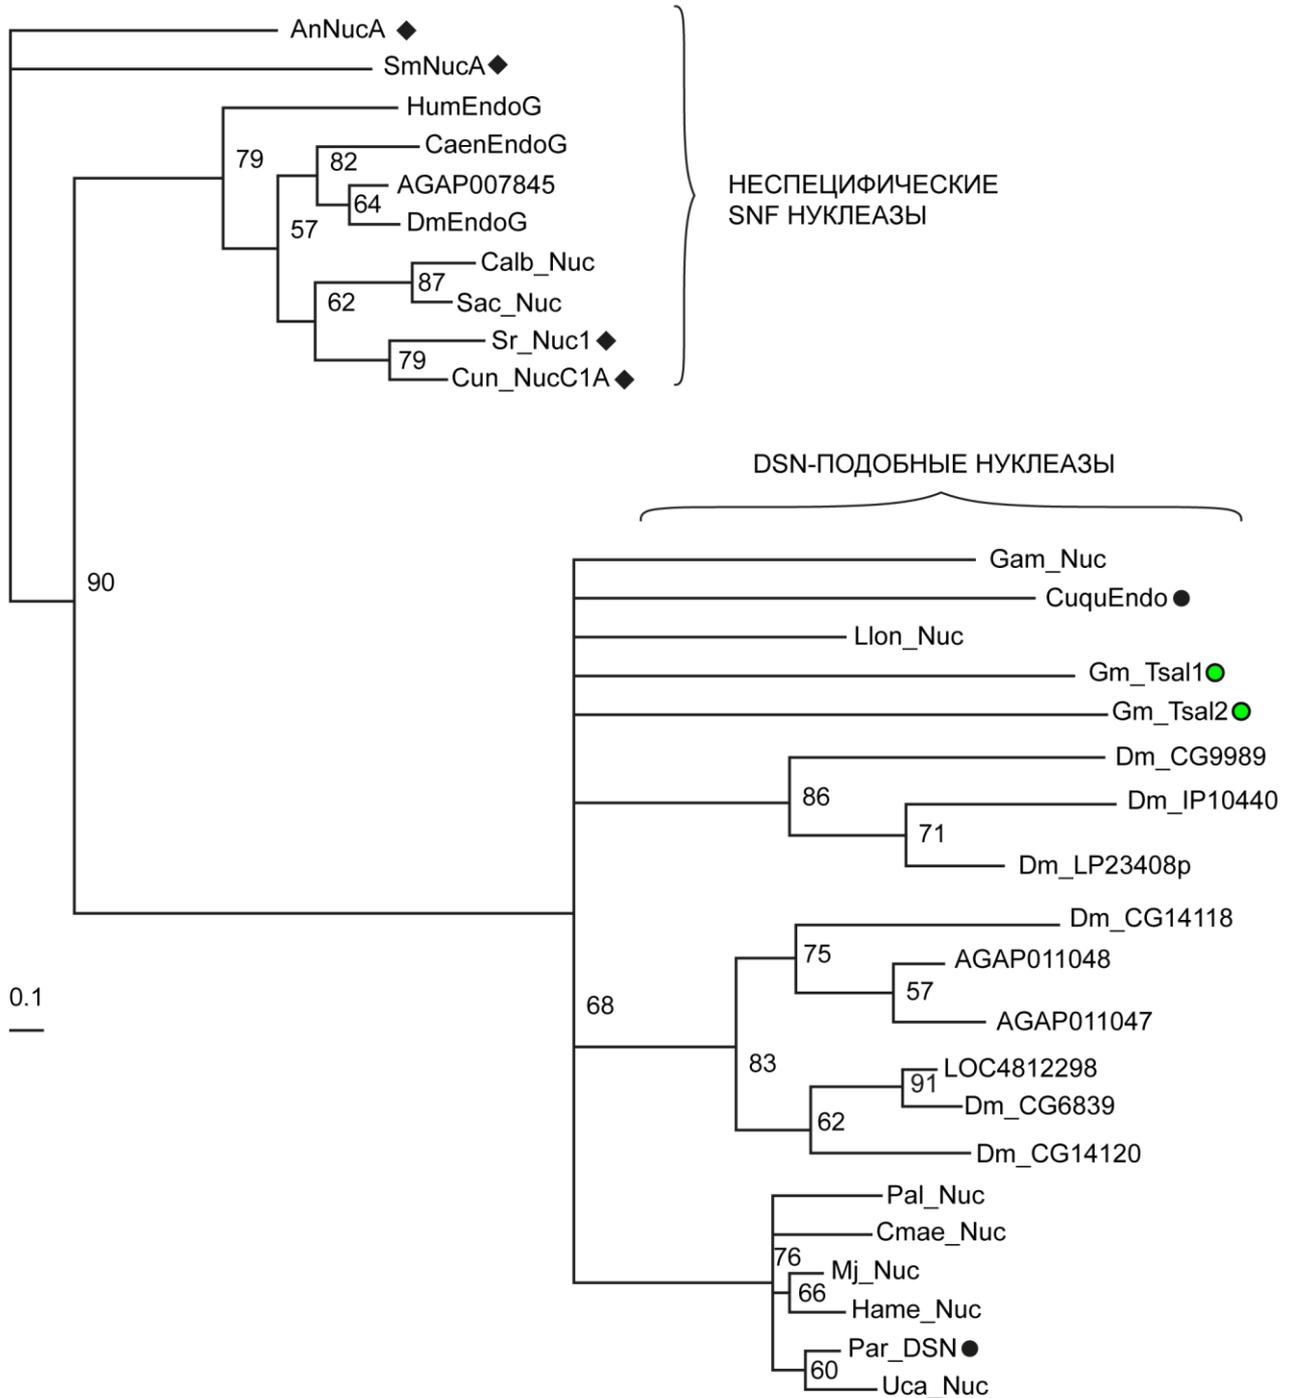 AnNucA
SmNucA
HumEndoG
79
CaenEndoG
82
AGAP007845
64
DmEndoG
57
Calb_Nuc
87
Sac_Nuc
62
Sr_Nuc1
79
Cun_NucC1A
НЕСПЕЦИФИЧЕСКИЕ
SNF НУКЛЕАЗЫ
DSN-ПОДОБНЫЕ НУКЛЕАЗЫ
90
Gam_Nuc
CuquEndo
Llon_Nuc
Gm_Tsal1
Gm_Tsal2
Dm_CG9989
86
Dm_IP10440
71
Dm_LP23408p
Dm_CG14118
75
AGAP011048
57
AGAP011047
0.1
68
83
LOC4812298
91
Dm_CG6839
62
Dm_CG14120
Pal_Nuc
Cmae_Nuc
76
Mj_Nuc
66
Hame_Nuc
Par_DSN
60
Uca_Nuc